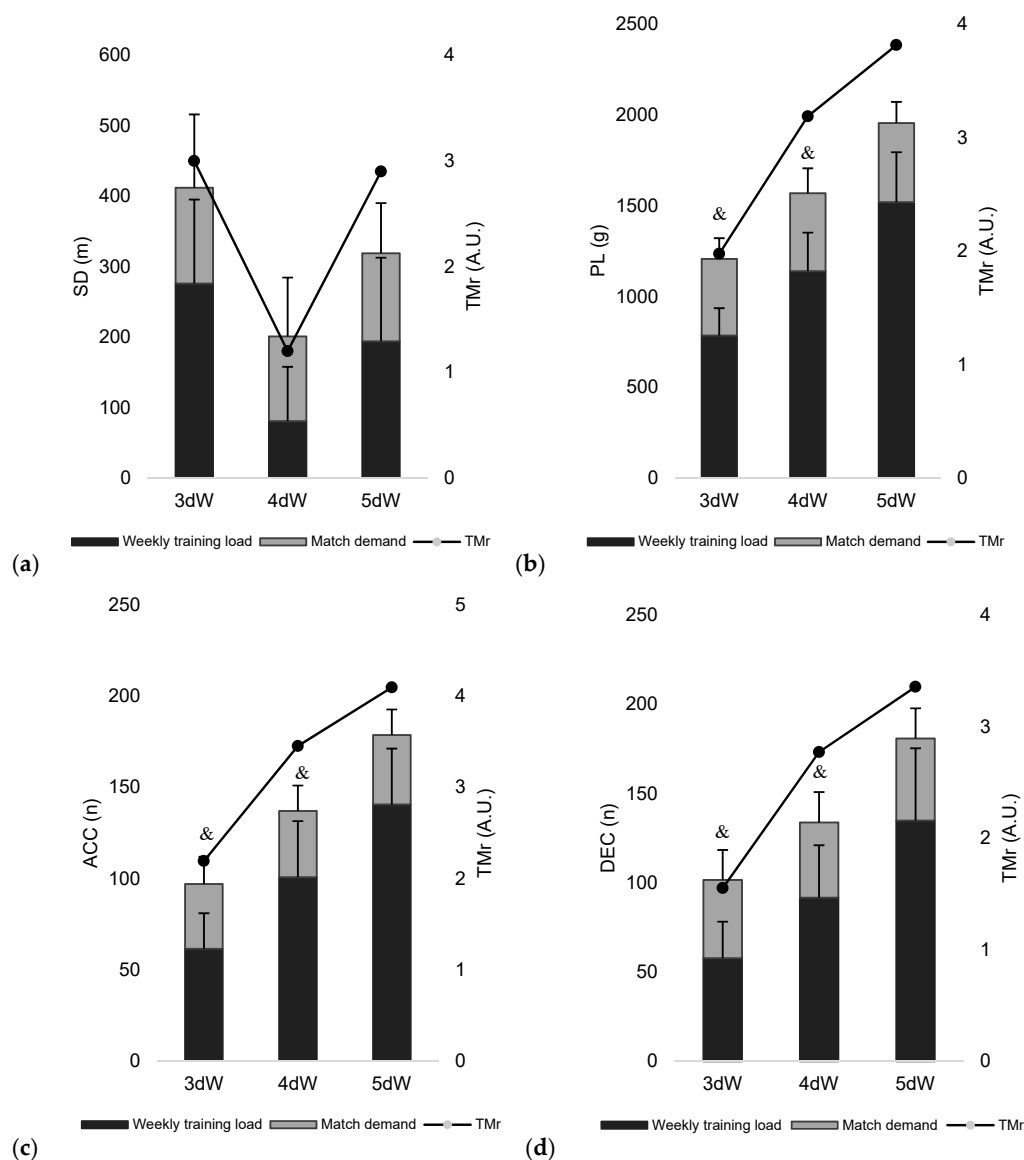 600
500
400
300
200
100
0
SD (m)
4
3
2
1
0
TMr (A.U.)
3dW 4dW 5dW
Weekly training load Match demand TMr
(a)
2500
2000
1500
1000
500
0
PL (g)
& &
4
3
2
1
0
TMr (A.U.)
3dW 4dW 5dW
Weekly training load Match demand TMr
(b)
250
200
150
100
50
0
ACC (n)
& &
5
4
3
2
1
0
TMr (A.U.)
3dW 4dW 5dW
Weekly training load Match demand TMr
(c)
250
200
150
100
50
0
DEC (n)
& &
4
3
2
1
0
TMr (A.U.)
3dW 4dW 5dW
Weekly training load Match demand TMr
(d)